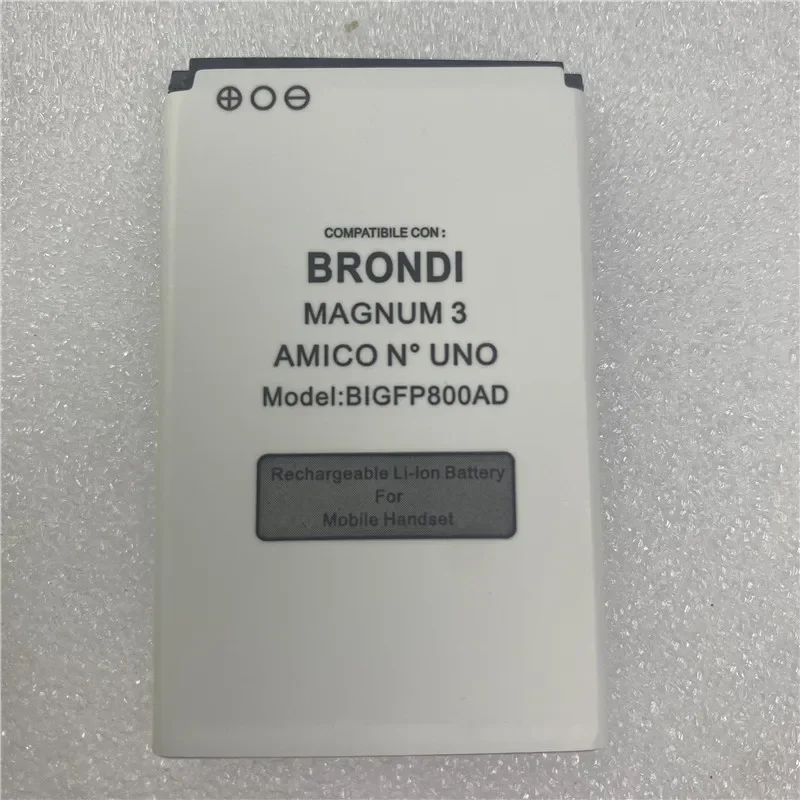 ⊕○⊖
COMPATIBILE CON :
BRONDI
MAGNUM 3
AMICO N° UNO
Model:BIGFP800AD
Rechargeable Li-ion Battery
For
Mobile Handset